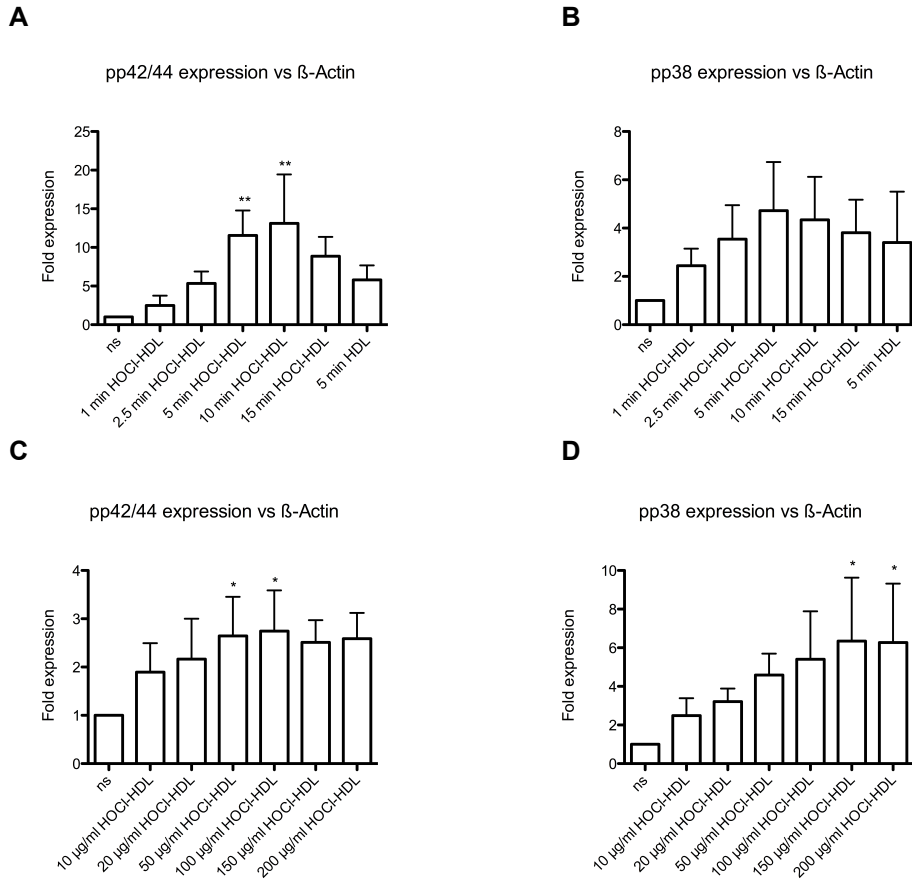 A
pp42/44 expression vs ß-Actin
Fold expression
25
20
15
10
5
0
**
**
ns
1 min HOCl-HDL
2.5 min HOCl-HDL
5 min HOCl-HDL
10 min HOCl-HDL
15 min HOCl-HDL
5 min HDL
B
pp38 expression vs ß-Actin
Fold expression
8
6
4
2
0
ns
1 min HOCl-HDL
2.5 min HOCl-HDL
5 min HOCl-HDL
10 min HOCl-HDL
15 min HOCl-HDL
5 min HDL
C
pp42/44 expression vs ß-Actin
Fold expression
4
3
2
1
0
*
*
ns
10 µg/ml HOCl-HDL
20 µg/ml HOCl-HDL
50 µg/ml HOCl-HDL
100 µg/ml HOCl-HDL
150 µg/ml HOCl-HDL
200 µg/ml HOCl-HDL
D
pp38 expression vs ß-Actin
Fold expression
10
8
6
4
2
0
*
*
ns
10 µg/ml HOCl-HDL
20 µg/ml HOCl-HDL
50 µg/ml HOCl-HDL
100 µg/ml HOCl-HDL
150 µg/ml HOCl-HDL
200 µg/ml HOCl-HDL